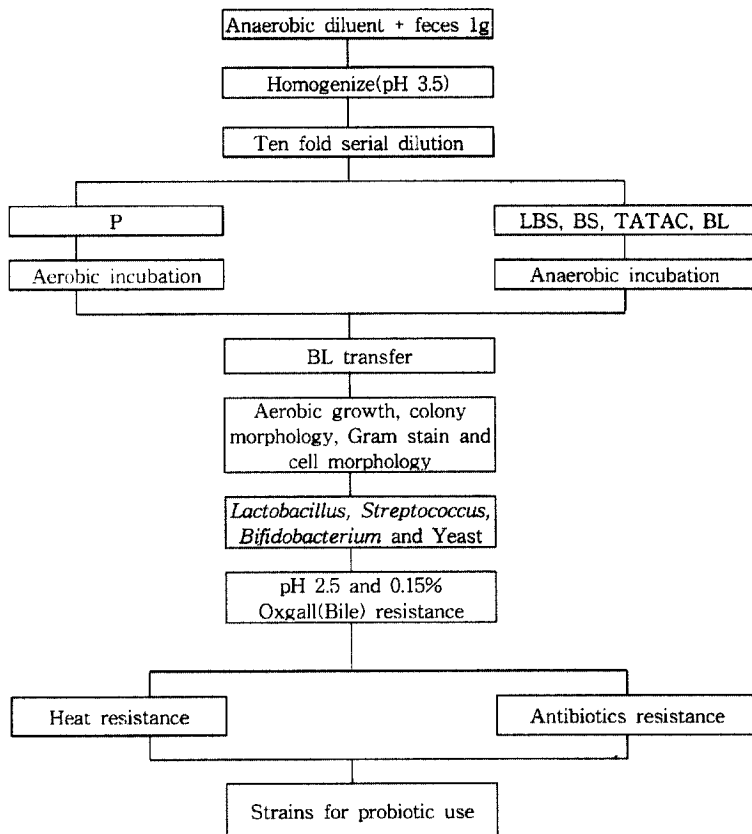 Anaerobic diluent + feces 1g
Homogenize(pH 3.5)
Ten fold serial dilution
P
LBS, BS, TATAC, BL
Aerobic incubation
Anaerobic incubation
BL transfer
Aerobic growth, colony
morphology, Gram stain and
cell morphology
Lactobacillus, Streptococcus,
Bifidobacterium and Yeast
pH 2.5 and 0.15%
Oxgall(Bile) resistance
Heat resistance
Antibiotics resistance
Strains for probiotic use